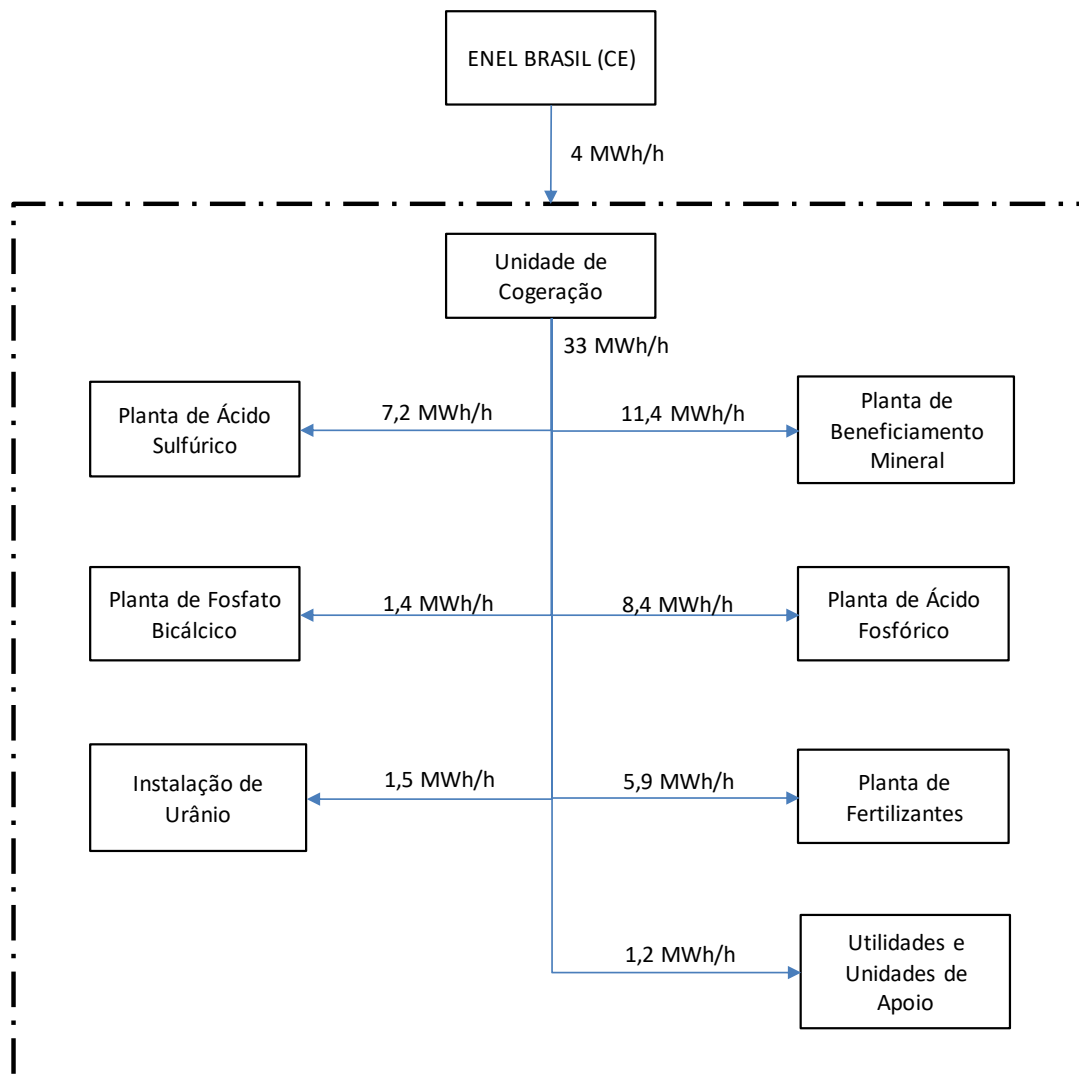 ENEL BRASIL (CE)
4 MWh/h
Unidade de
Cogeração
33 MWh/h
Planta de Ácido
Sulfúrico
7,2 MWh/h
11,4 MWh/h
Planta de
Beneficiamento
Mineral
Planta de Fosfato
Bicálcico
1,4 MWh/h
8,4 MWh/h
Planta de Ácido
Fosfórico
Instalação de
Urânio
1,5 MWh/h
5,9 MWh/h
Planta de
Fertilizantes
1,2 MWh/h
Utilidades e
Unidades de
Apoio